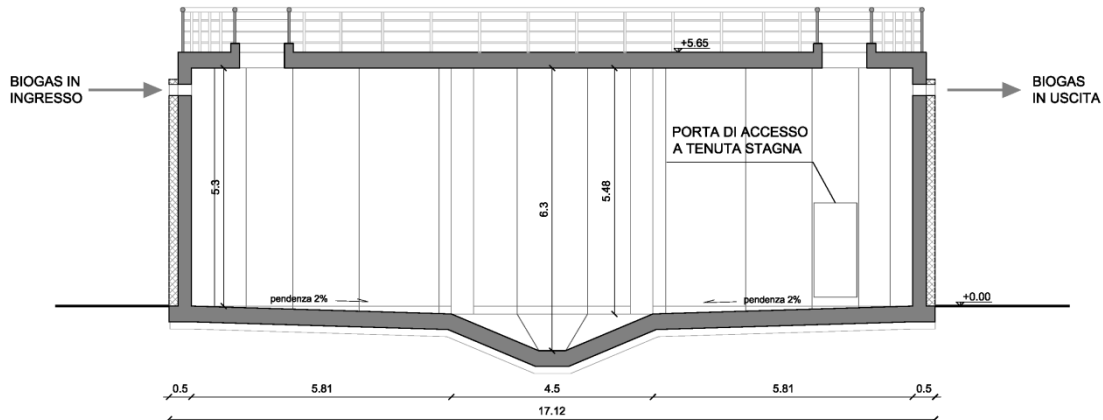 +5.65
BIOGAS IN
INGRESSO
BIOGAS
IN USCITA
PORTA DI ACCESSO
A TENUTA STAGNA
5.3
6.3
5.48
pendenza 2%
pendenza 2%
+0.00
0.5
5.81
4.5
5.81
0.5
17.12